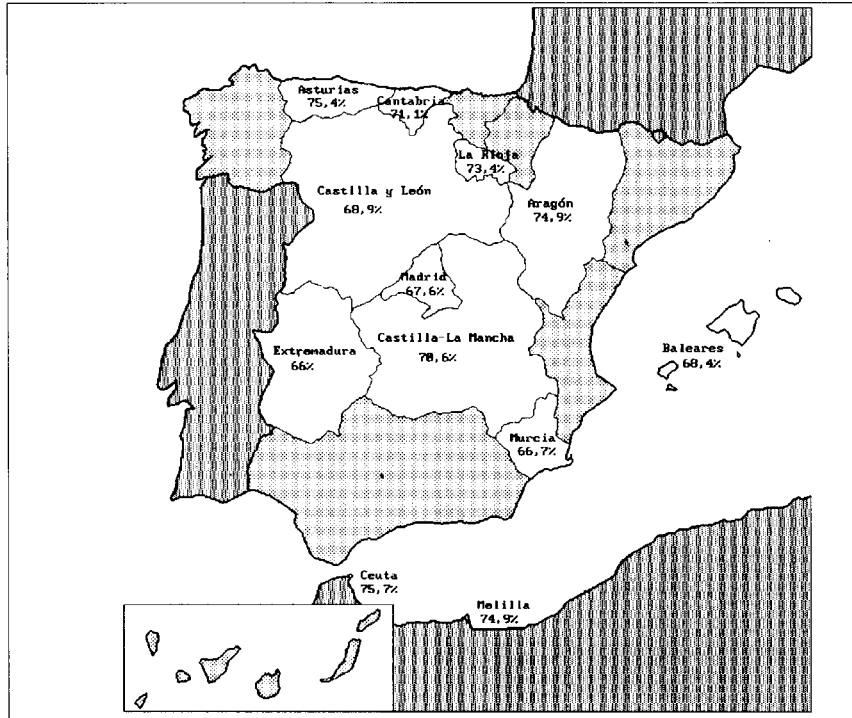 Asturias
75,4%
Cantabria
71,1%
La Rioja
73,4%
Castilla y León
68,9%
Aragón
74,9%
Madrid
67,6%
Castilla-La Mancha
70,6%
Extremadura
66%
Baleares
68,4%
Murcia
66,7%
Ceuta
75,7%
Melilla
74,9%